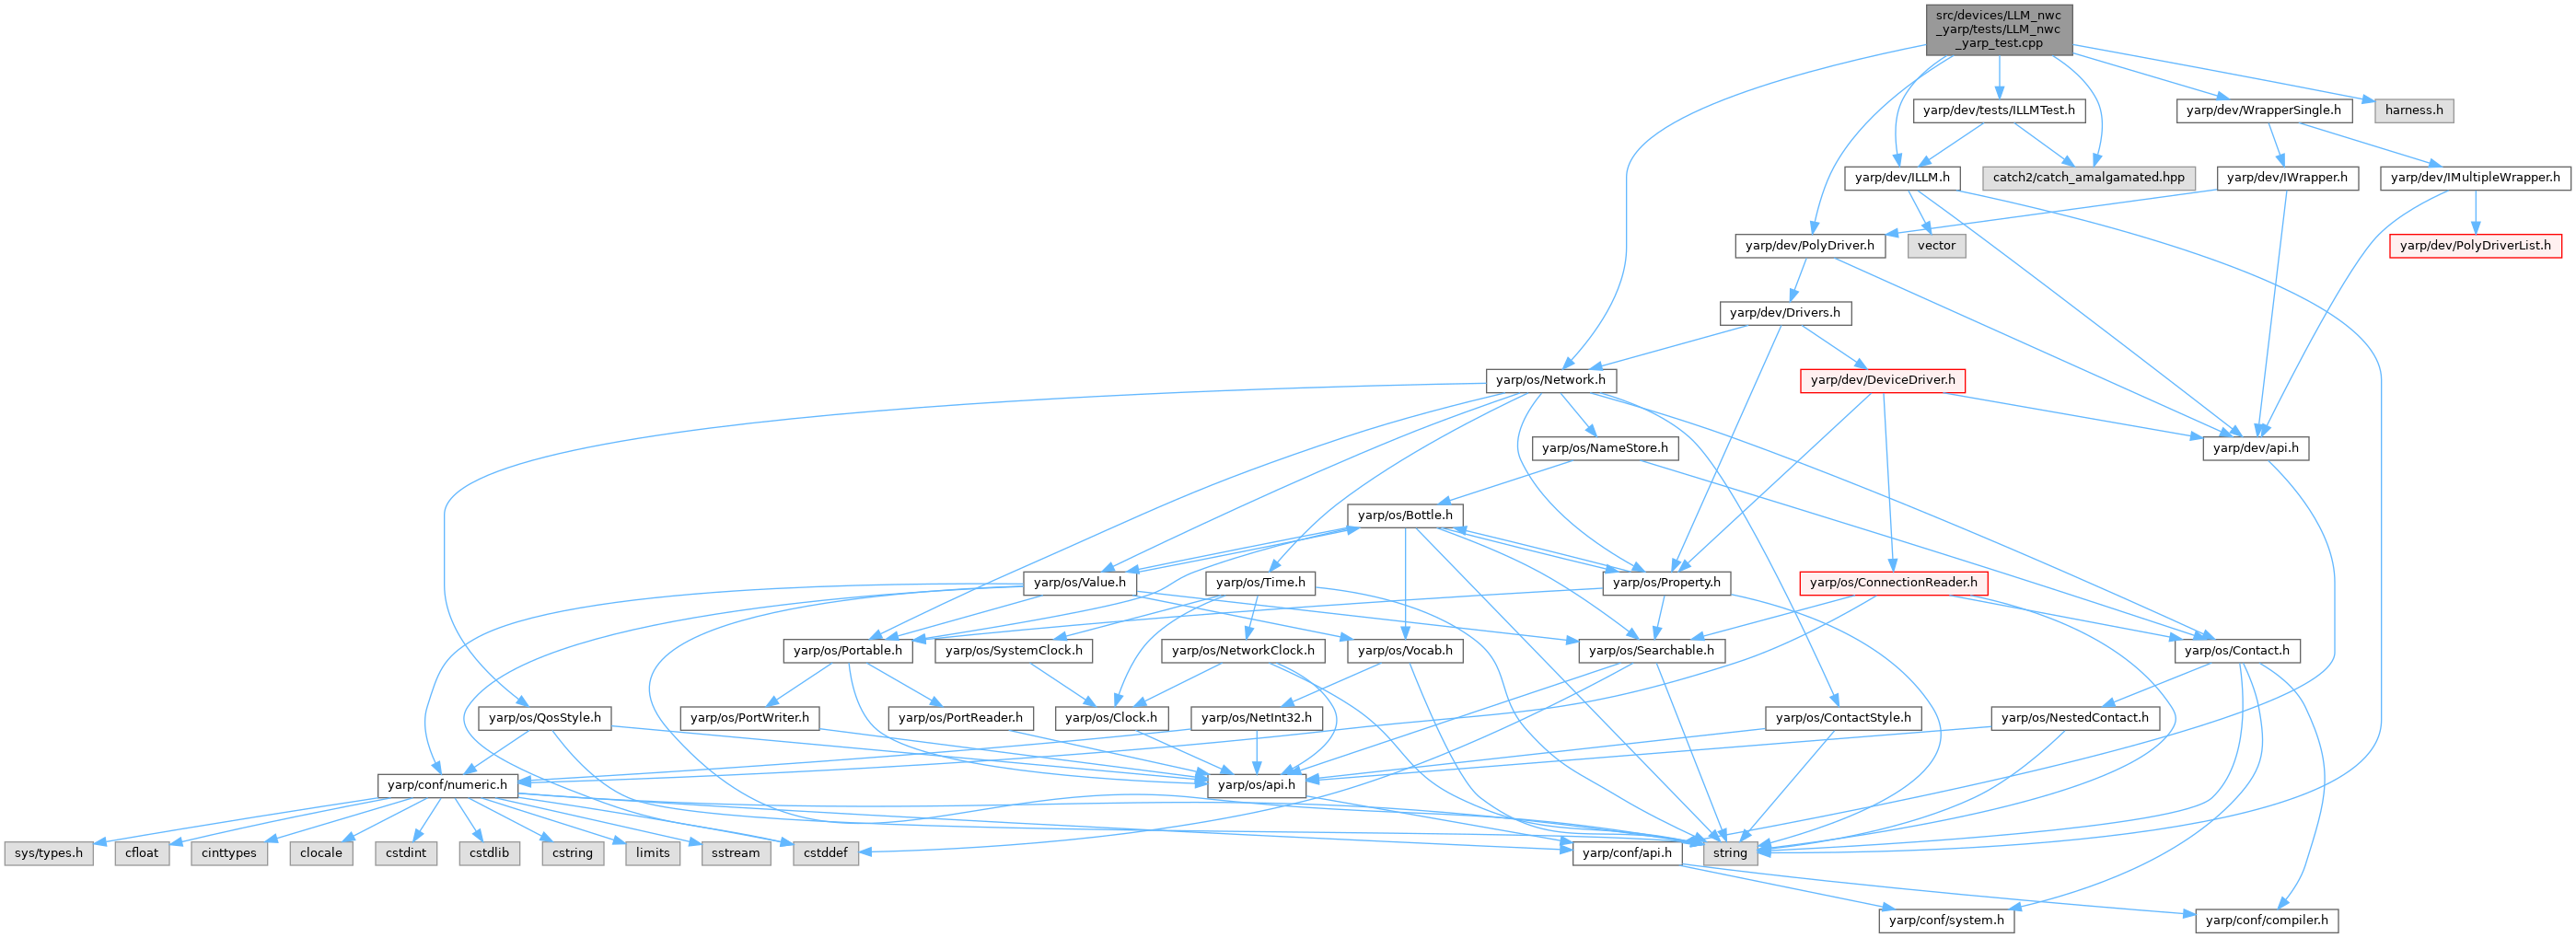 src/devices/LLM_nwc
_yarp/tests/LLM_nwc
_yarp_test.cpp
yarp/dev/tests/ILLMTest.h
yarp/dev/WrapperSingle.h
harness.h
yarp/dev/ILLM.h
catch2/catch_amalgamated.hpp
yarp/dev/IWrapper.h
yarp/dev/IMultipleWrapper.h
yarp/dev/PolyDriver.h
vector
yarp/dev/PolyDriverList.h
yarp/dev/Drivers.h
yarp/os/Network.h
yarp/dev/DeviceDriver.h
yarp/os/NameStore.h
yarp/dev/api.h
yarp/os/Bottle.h
yarp/os/Value.h
yarp/os/Time.h
yarp/os/Property.h
yarp/os/ConnectionReader.h
yarp/os/Portable.h
yarp/os/SystemClock.h
yarp/os/NetworkClock.h
yarp/os/Vocab.h
yarp/os/Searchable.h
yarp/os/Contact.h
yarp/os/QosStyle.h
yarp/os/PortWriter.h
yarp/os/PortReader.h
yarp/os/Clock.h
yarp/os/NetInt32.h
yarp/os/ContactStyle.h
yarp/os/NestedContact.h
yarp/conf/numeric.h
yarp/os/api.h
sys/types.h
cfloat
cinttypes
clocale
cstdint
cstdlib
cstring
limits
sstream
cstddef
yarp/conf/api.h
string
yarp/conf/system.h
yarp/conf/compiler.h